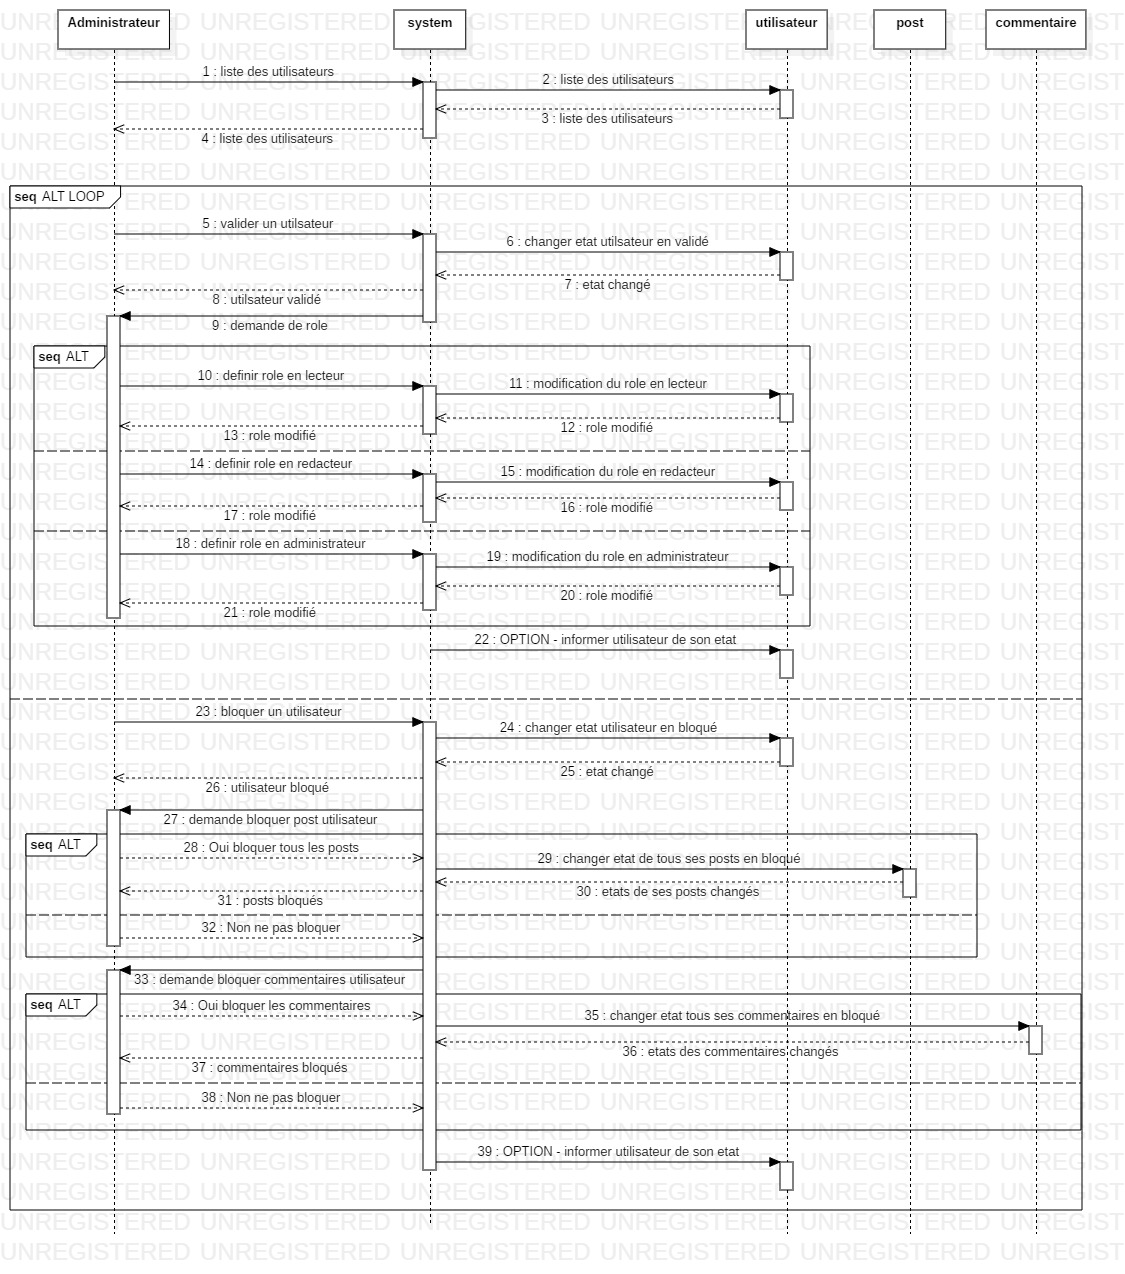 Administrateur
system
utilisateur
post
commentaire
1 : liste des utilisateurs
2 : liste des utilisateurs
3 : liste des utilisateurs
4 : liste des utilisateurs
seq ALT LOOP
5 : valider un utilsateur
6 : changer etat utilsateur en validé
7 : etat changé
8 : utilsateur validé
9 : demande de role
seq ALT
10 : definir role en lecteur
11 : modification du role en lecteur
12 : role modifié
13 : role modifié
14 : definir role en redacteur
15 : modification du role en redacteur
16 : role modifié
17 : role modifié
18 : definir role en administrateur
19 : modification du role en administrateur
20 : role modifié
21 : role modifié
22 : OPTION - informer utilisateur de son etat
23 : bloquer un utilisateur
24 : changer etat utilisateur en bloqué
25 : etat changé
26 : utilisateur bloqué
27 : demande bloquer post utilisateur
seq ALT
28 : Oui bloquer tous les posts
29 : changer etat de tous ses posts en bloqué
30 : etats de ses posts changés
31 : posts bloqués
32 : Non ne pas bloquer
33 : demande bloquer commentaires utilisateur
seq ALT
34 : Oui bloquer les commentaires
35 : changer etat tous ses commentaires en bloqué
36 : etats des commentaires changés
37 : commentaires bloqués
38 : Non ne pas bloquer
39 : OPTION - informer utilisateur de son etat
UNREGISTERED UNREGISTERED UNREGISTERED UNREGISTERED UNREGISTERED UNREGIST